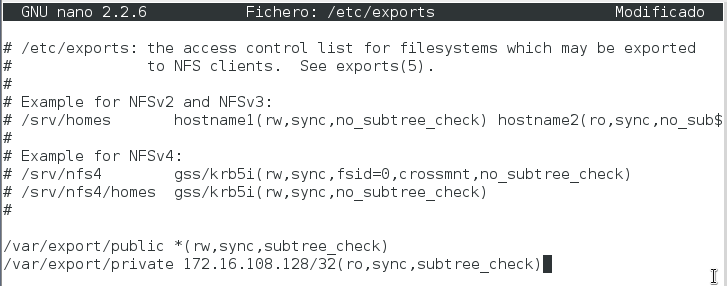 GNU nano 2.2.6 Fichero: /etc/exports Modificado
# /etc/exports: the access control list for filesystems which may be exported
# to NFS clients. See exports(5).
#
# Example for NFSv2 and NFSv3:
# /srv/homes hostname1(rw,sync,no_subtree_check) hostname2(ro,sync,no_sub$
#
# Example for NFSv4:
# /srv/nfs4 gss/krb5i(rw,sync,fsid=0,crossmnt,no_subtree_check)
# /srv/nfs4/homes gss/krb5i(rw,sync,no_subtree_check)
#
/var/export/public *(rw,sync,subtree_check)
/var/export/private 172.16.108.128/32(ro,sync,subtree_check)